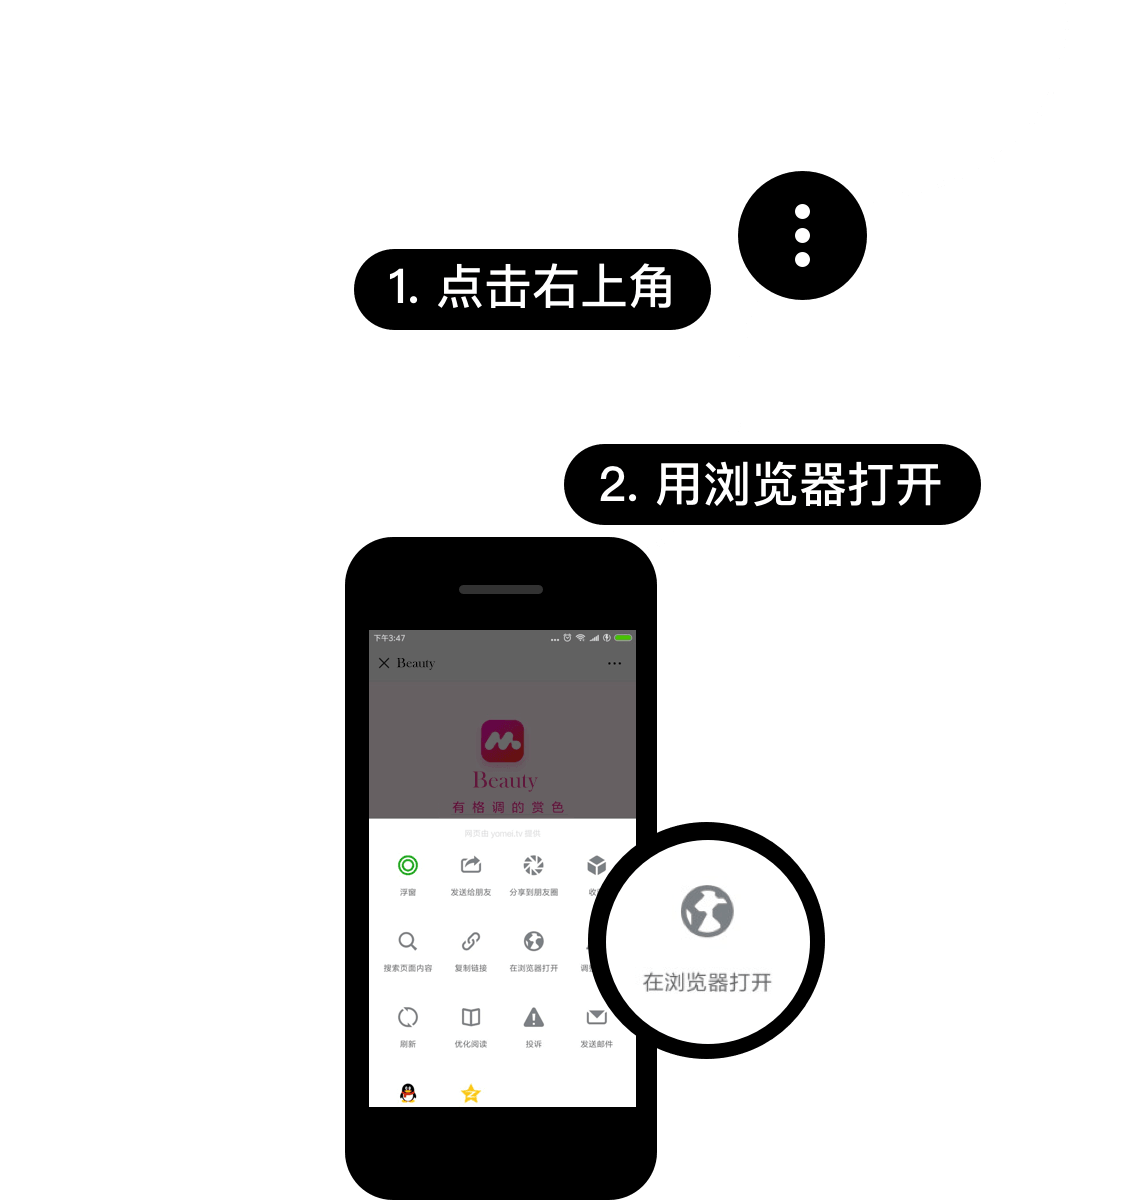 1. 点击右上角
2. 用浏览器打开
下午3:47
Beauty
Beauty
有格调的赏色
网页由 yomei.tv 提供
浮窗
发送给朋友
分享到朋友圈
搜索页面内容
复制链接
在浏览器打开
在浏览器打开
刷新
优化阅读
投诉
发送邮件